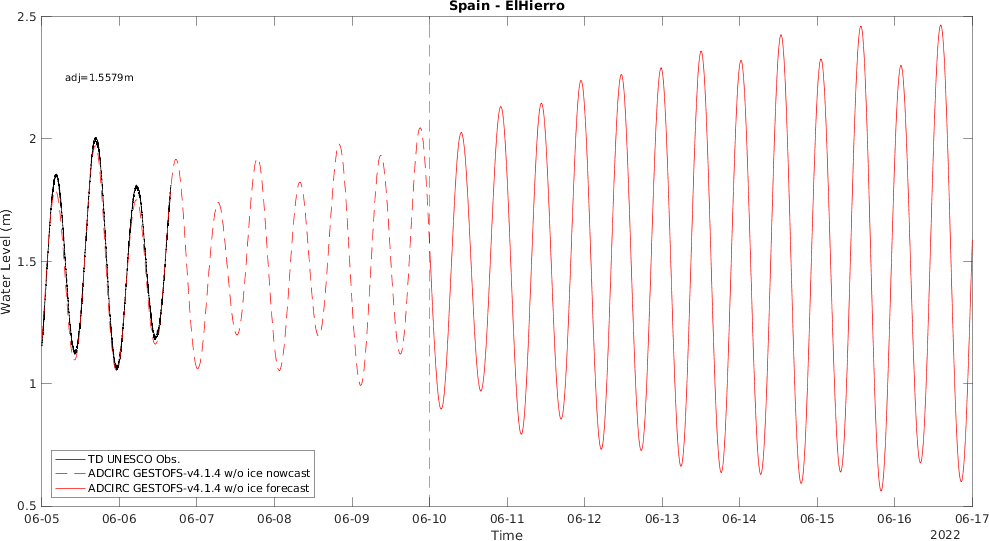 Spain - ElHierro
2.5
adj=1.5579m
2
1.5
1
0.5
Water Level (m)
TD UNESCO Obs.
ADCIRC GESTOFS-v4.1.4 w/o ice nowcast
ADCIRC GESTOFS-v4.1.4 w/o ice forecast
06-05 06-06 06-07 06-08 06-09 06-10 06-11 06-12 06-13 06-14 06-15 06-16 06-17
Time
2022